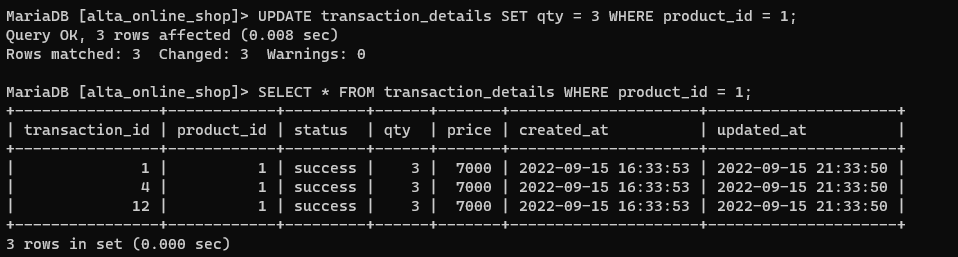 MariaDB [alta_online_shop]> UPDATE transaction_details SET qty = 3 WHERE product_id = 1;
Query OK, 3 rows affected (0.008 sec)
Rows matched: 3  Changed: 3  Warnings: 0

MariaDB [alta_online_shop]> SELECT * FROM transaction_details WHERE product_id = 1;
+----------------+------------+---------+------+-------+---------------------+---------------------+
| transaction_id | product_id | status  | qty  | price | created_at          | updated_at          |
+----------------+------------+---------+------+-------+---------------------+---------------------+
|              1 |          1 | success |    3 |  7000 | 2022-09-15 16:33:53 | 2022-09-15 21:33:50 |
|              4 |          1 | success |    3 |  7000 | 2022-09-15 16:33:53 | 2022-09-15 21:33:50 |
|             12 |          1 | success |    3 |  7000 | 2022-09-15 16:33:53 | 2022-09-15 21:33:50 |
+----------------+------------+---------+------+-------+---------------------+---------------------+
3 rows in set (0.000 sec)